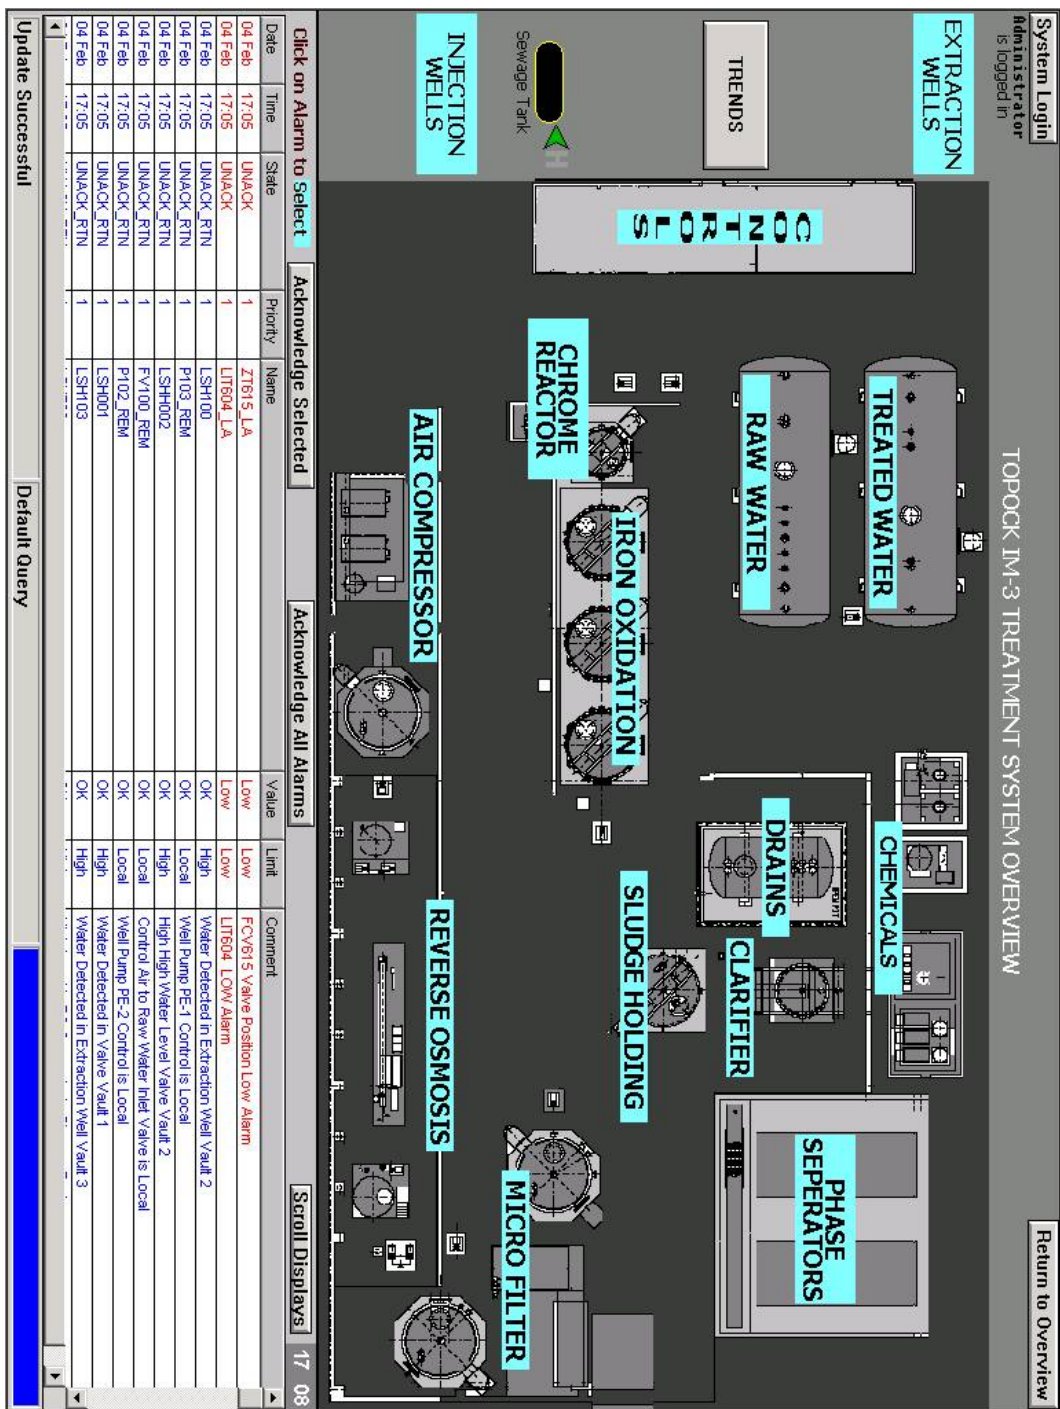 System Login
Administrator
is logged in
TOPOCK IM-3 TREATMENT SYSTEM OVERVIEW
Return to Overview
EXTRACTION
WELLS
TRENDS
Sewage Tank
H
INJECTION
WELLS
CONTROLS
TREATED WATER
RAW WATER
CHROME
REACTOR
IRON OXIDATION
AIR COMPRESSOR
CHEMICALS
DRAINS
CLARIFIER
SLUDGE HOLDING
REVERSE OSMOSIS
PHASE
SEPERATORS
MICRO FILTER
Click on Alarm to Select Acknowledge Selected Acknowledge All Alarms Scroll Displays 17 08
Date Time State Priority Name Value Limit Comment
04 Feb 17:05 UNACK 1 ZT615_LA Low Low FCV615 Valve Position Low Alarm
04 Feb 17:05 UNACK 1 LIT604_LA Low Low LIT604 LOW Alarm
04 Feb 17:05 UNACK_RTN 1 LSH100 OK High Water Detected in Extraction Well Vault 2
04 Feb 17:05 UNACK_RTN 1 P103_REM OK Local Well Pump PE-1 Control is Local
04 Feb 17:05 UNACK_RTN 1 LSHH002 OK High High High Water Level Valve Vault 2
04 Feb 17:05 UNACK_RTN 1 FV100_REM OK Local Control Air to Raw Water Inlet Valve is Local
04 Feb 17:05 UNACK_RTN 1 P102_REM OK Local Well Pump PE-2 Control is Local
04 Feb 17:05 UNACK_RTN 1 LSH001 OK High Water Detected in Valve Vault 1
04 Feb 17:05 UNACK_RTN 1 LSH103 OK High Water Detected in Extraction Well Vault 3
Update Successful Default Query